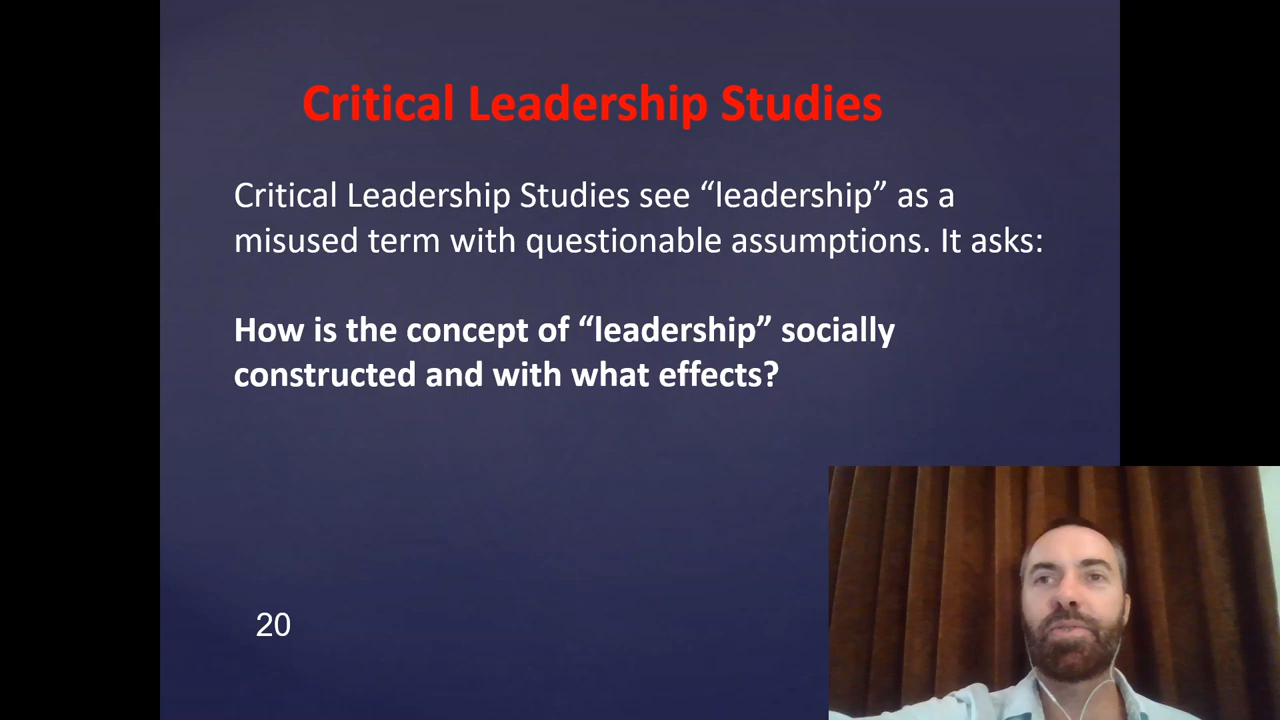 Critical Leadership Studies
Critical Leadership Studies see “leadership” as a
misused term with questionable assumptions. It asks:
How is the concept of “leadership” socially
constructed and with what effects?
20